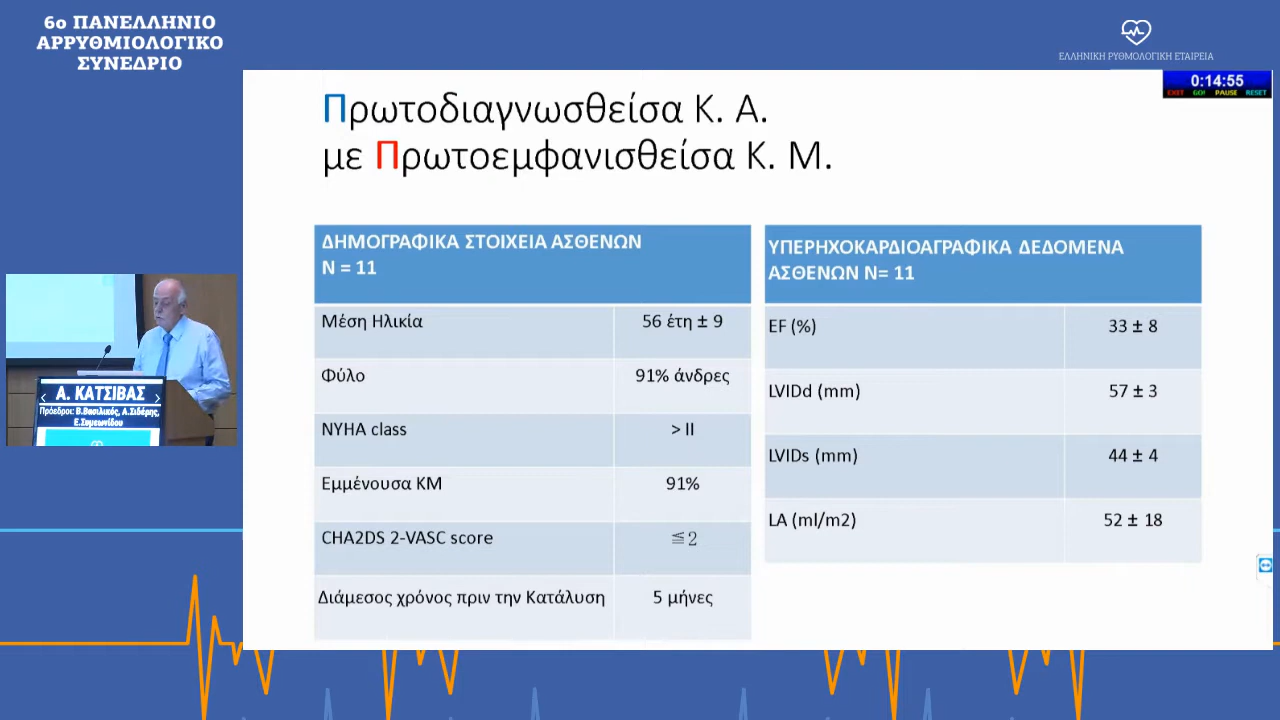 6ο ΠΑΝΕΛΛΗΝΙΟ
ΑΡΡΥΘΜΙΟΛΟΓΙΚΟ
ΣΥΝΕΔΡΙΟ
ΕΛΛΗΝΙΚΗ ΡΥΘΜΟΛΟΓΙΚΗ ΕΤΑΙΡΕΙΑ
0:14:55
EXIT GO! PAUSE RESET
Πρωτοδιαγνωσθείσα Κ. Α.
με Πρωτοεμφανισθείσα Κ. Μ.
ΔΗΜΟΓΡΑΦΙΚΑ ΣΤΟΙΧΕΙΑ ΑΣΘΕΝΩΝ
N = 11
Μέση Ηλικία 56 έτη ± 9
Φύλο 91% άνδρες
NYHA class > II
Εμμένουσα ΚΜ 91%
CHA2DS 2-VASC score ≦ 2
Διάμεσος χρόνος πριν την Κατάλυση 5 μήνες
ΥΠΕΡΗΧΟΚΑΡΔΙΟΑΓΡΑΦΙΚΑ ΔΕΔΟΜΕΝΑ
ΑΣΘΕΝΩΝ N= 11
EF (%) 33 ± 8
LVIDd (mm) 57 ± 3
LVIDs (mm) 44 ± 4
LA (ml/m2) 52 ± 18
Α. ΚΑΤΣΙΒΑΣ
Πρόεδροι: Β.Βασιλικός, Α.Σιδέρης,
Ε.Συμεωνίδου